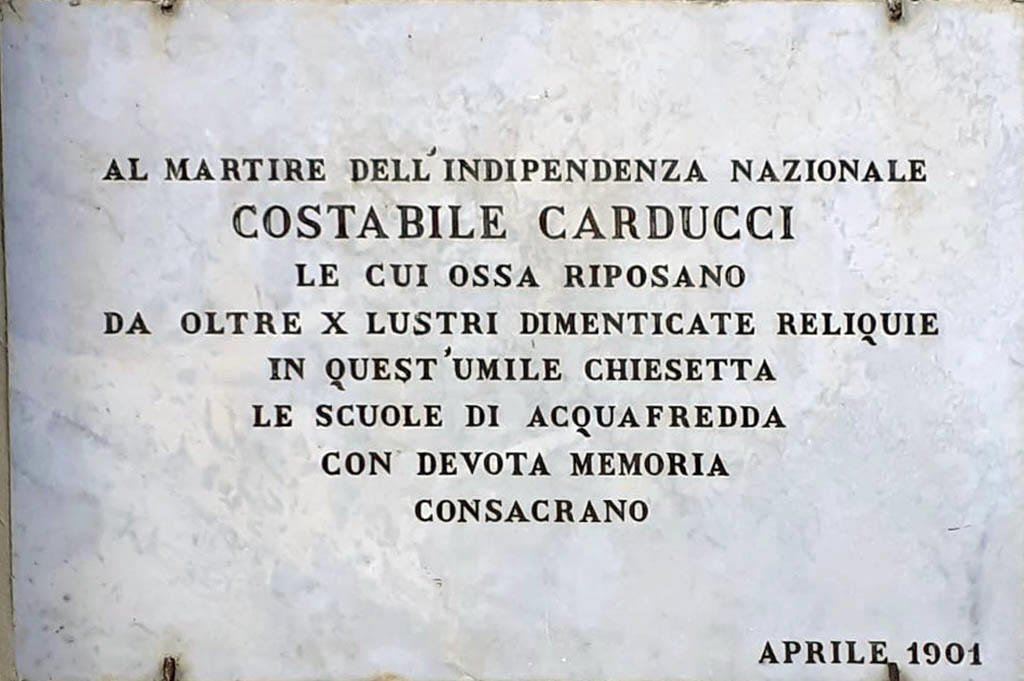 AL MARTIRE DELL'INDIPENDENZA NAZIONALE
COSTABILE CARDUCCI
LE CUI OSSA RIPOSANO
DA OLTRE X LUSTRI DIMENTICATE RELIQUIE
IN QUEST'UMILE CHIESETTA
LE SCUOLE DI ACQUAFREDDA
CON DEVOTA MEMORIA
CONSACRANO
APRILE 1901